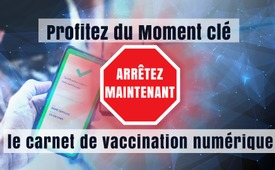 Profitez du Moment clé
ARRÊTEZ
MAINTENANT
le carnet de vaccination numérique